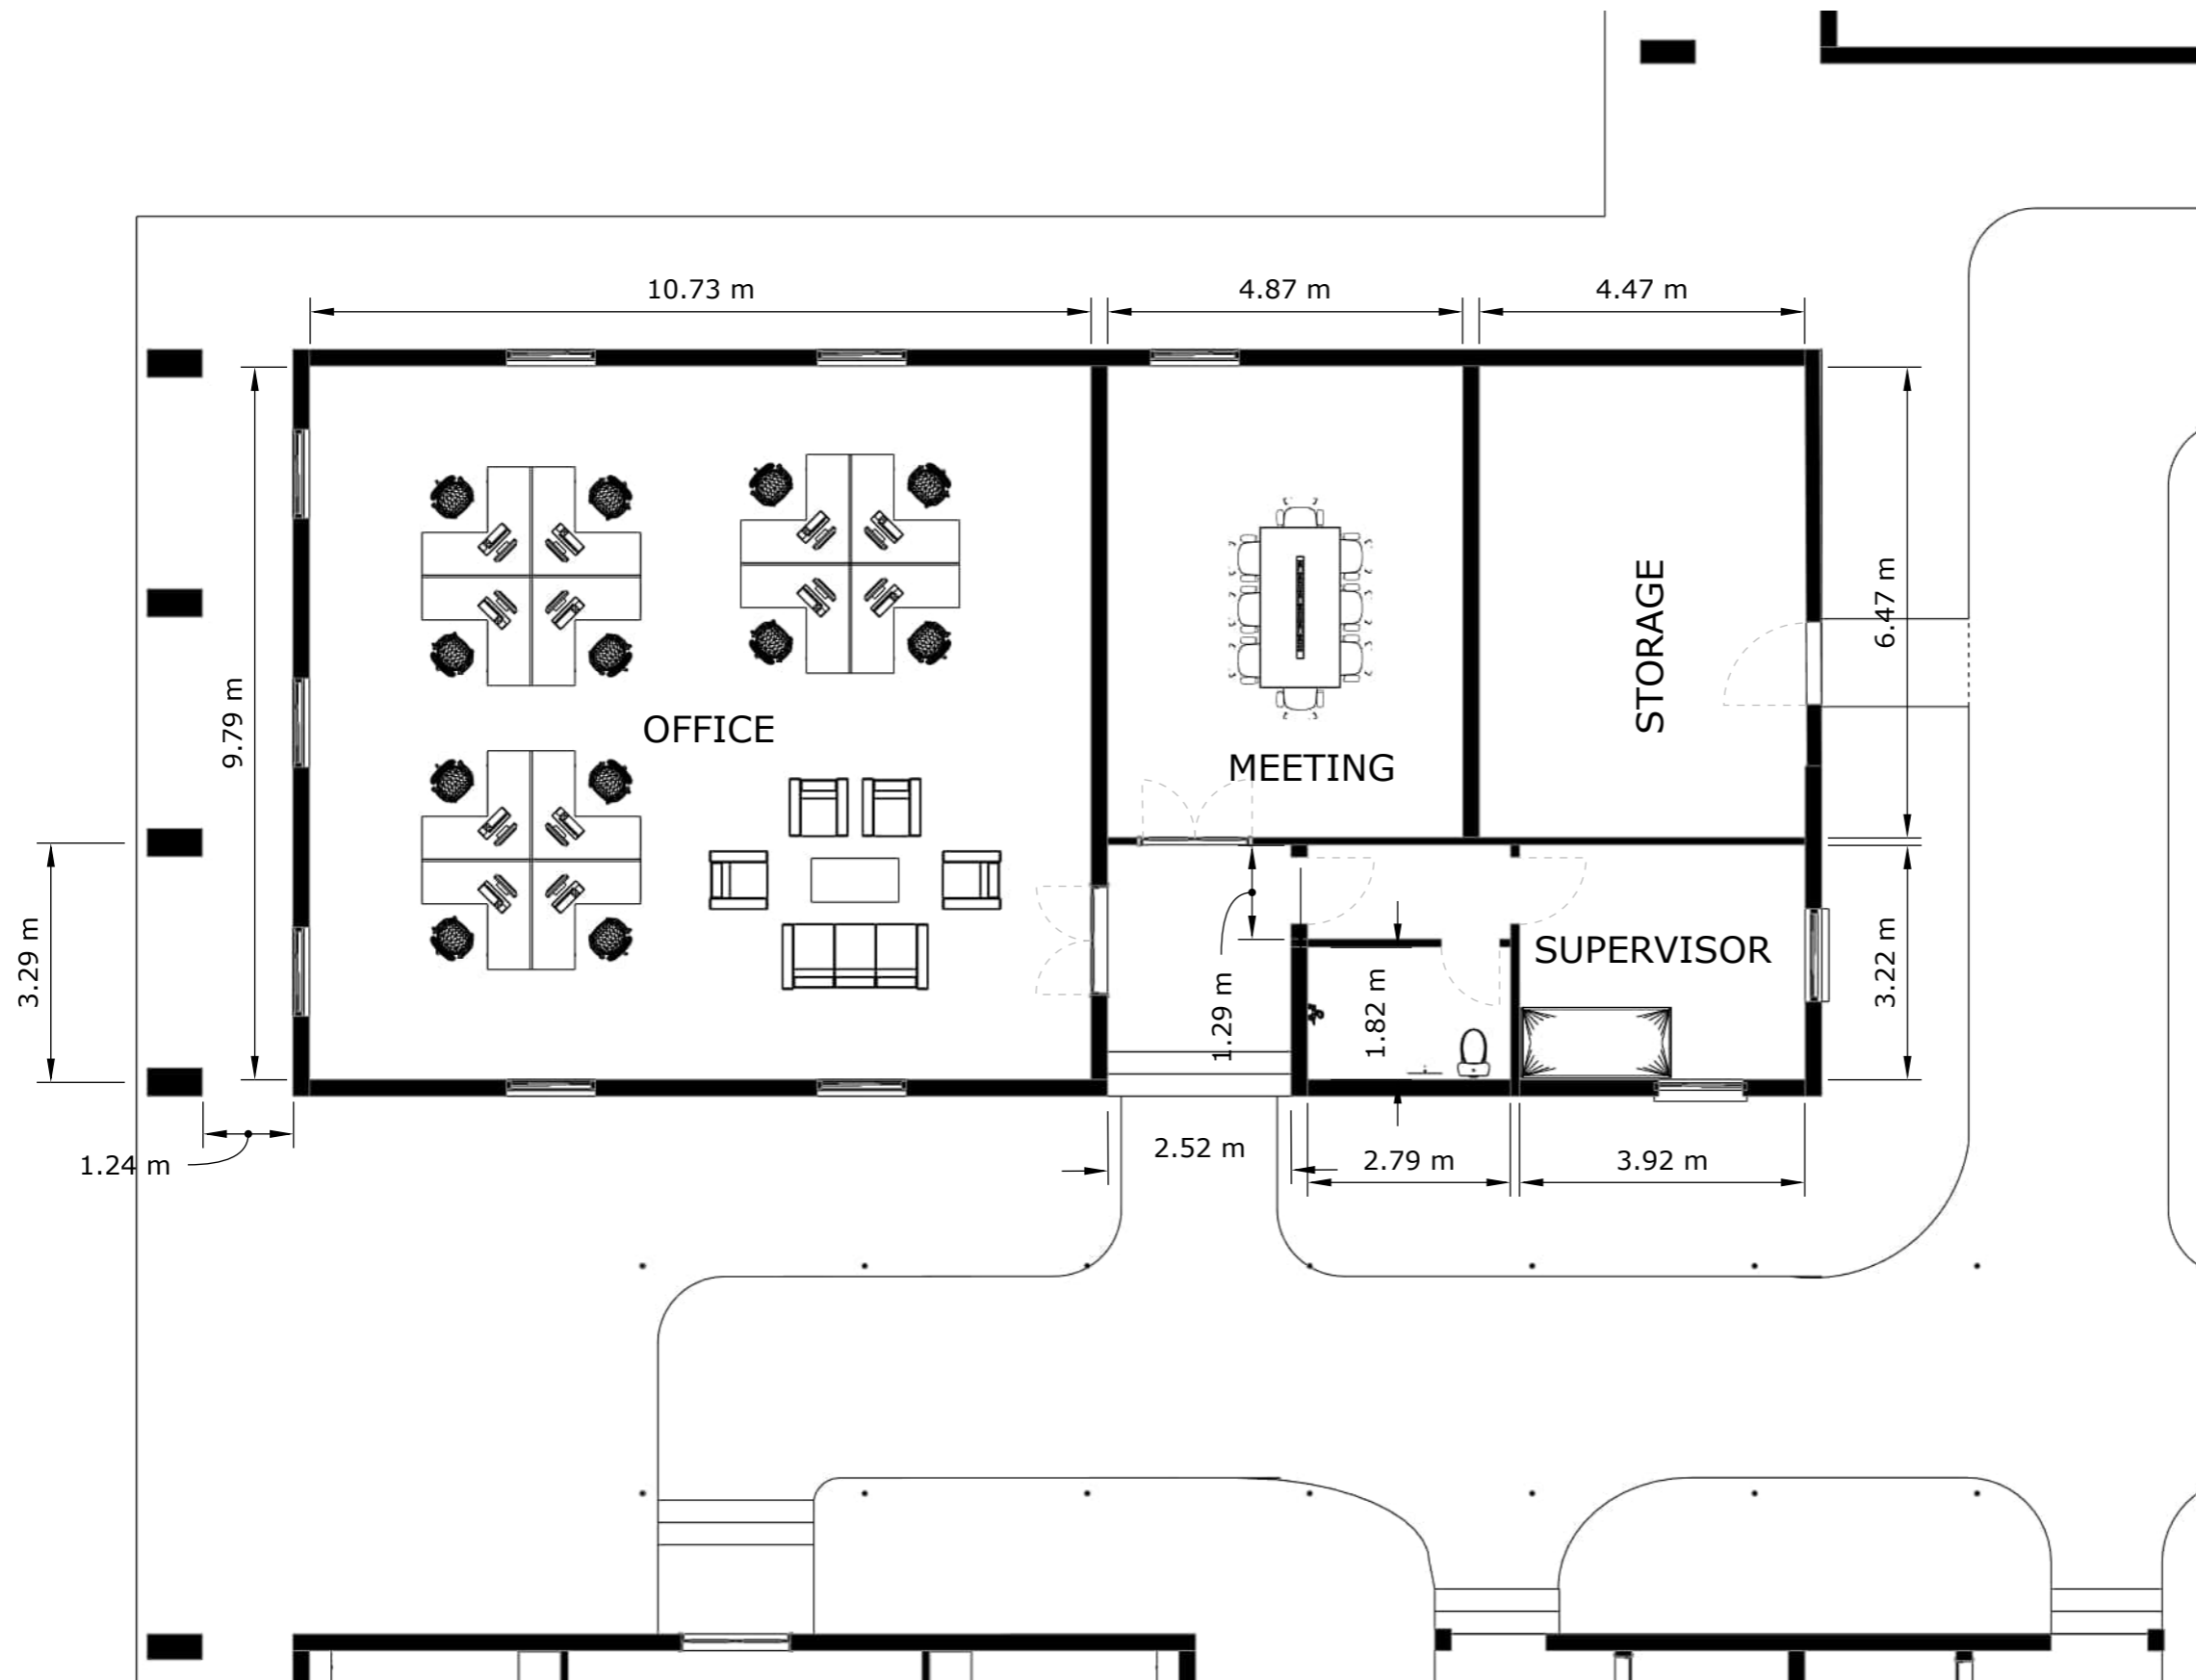 10.73 m
4.87 m
4.47 m
9.79 m
OFFICE
MEETING
STORAGE
6.47 m
3.29 m
1.29 m
1.82 m
SUPERVISOR
3.22 m
1.24 m
2.52 m
2.79 m
3.92 m